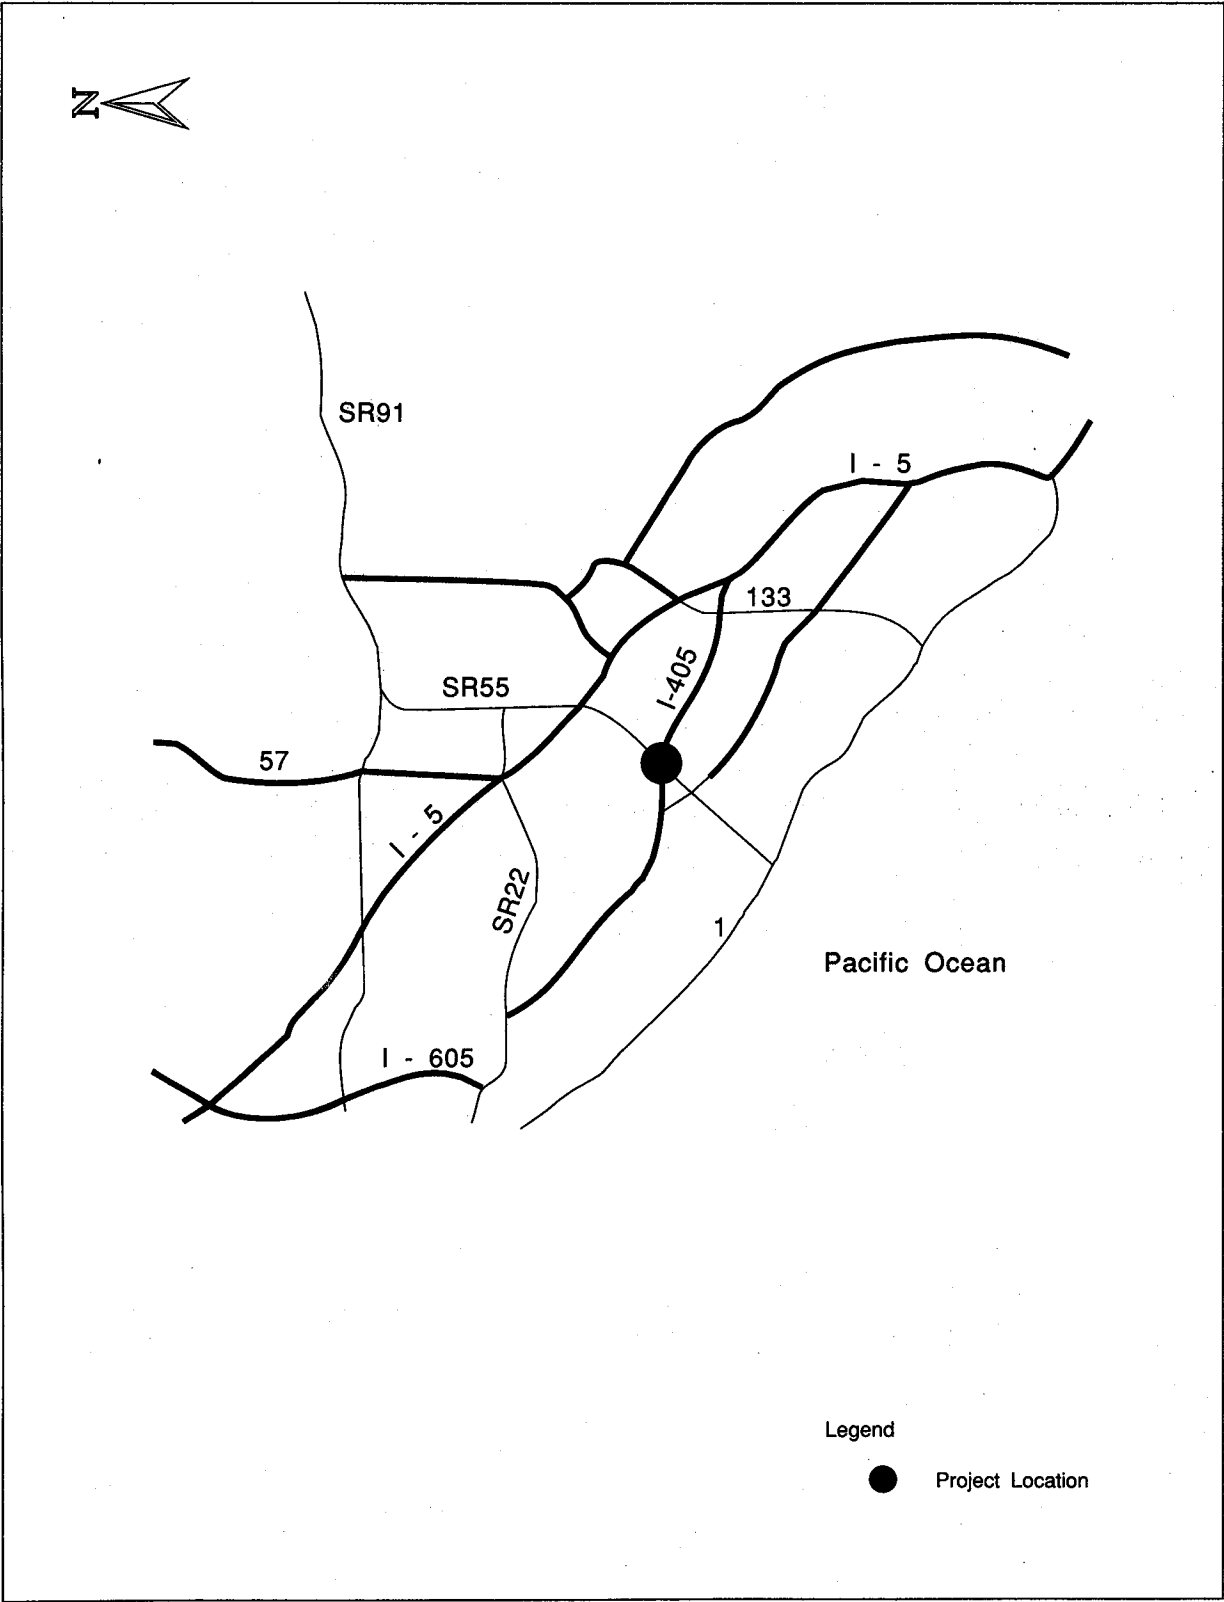 N
SR91
I - 5
133
I-405
SR55
57
I - 5
SR22
1
Pacific Ocean
I - 605
Legend
Project Location